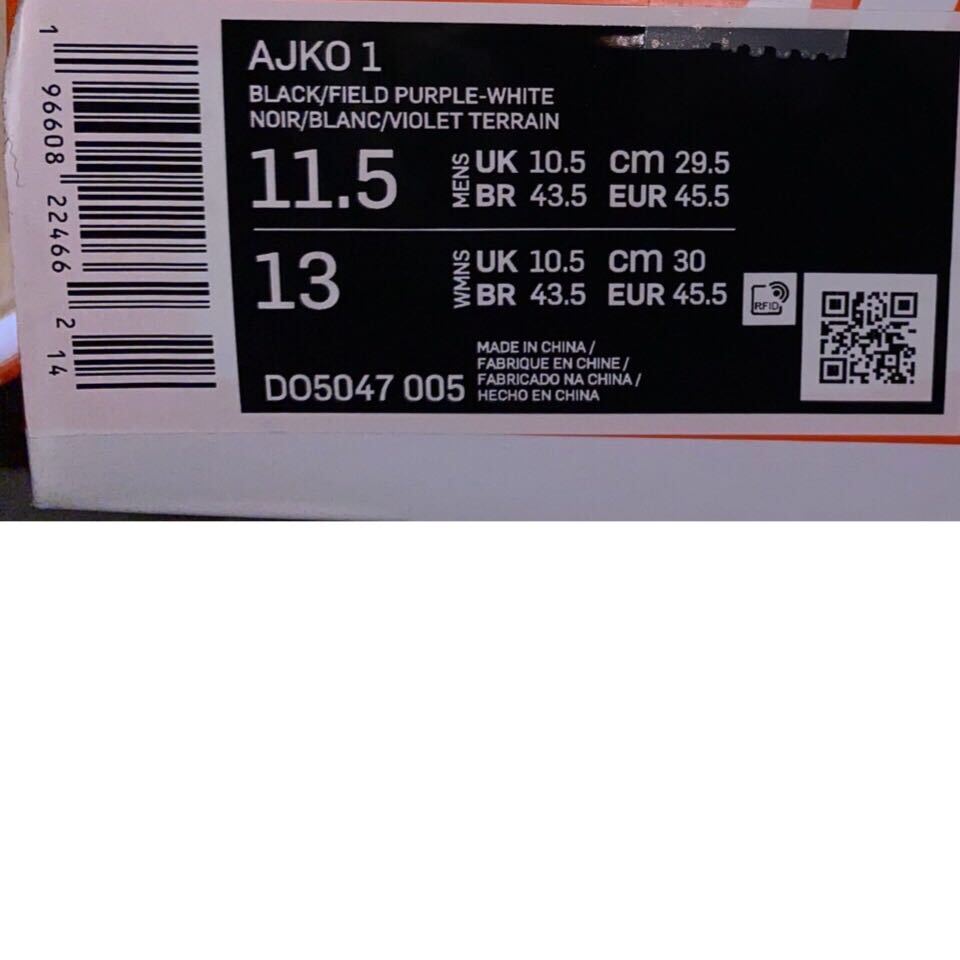 AJKO 1
BLACK/FIELD PURPLE-WHITE
NOIR/BLANC/VIOLET TERRAIN
11.5 MENS UK 10.5 cm 29.5
BR 43.5 EUR 45.5
13 WMNS UK 10.5 cm 30
BR 43.5 EUR 45.5
RFID
DO5047 005
MADE IN CHINA /
FABRIQUE EN CHINE /
FABRICADO NA CHINA /
HECHO EN CHINA
1 96608 22466 2 14